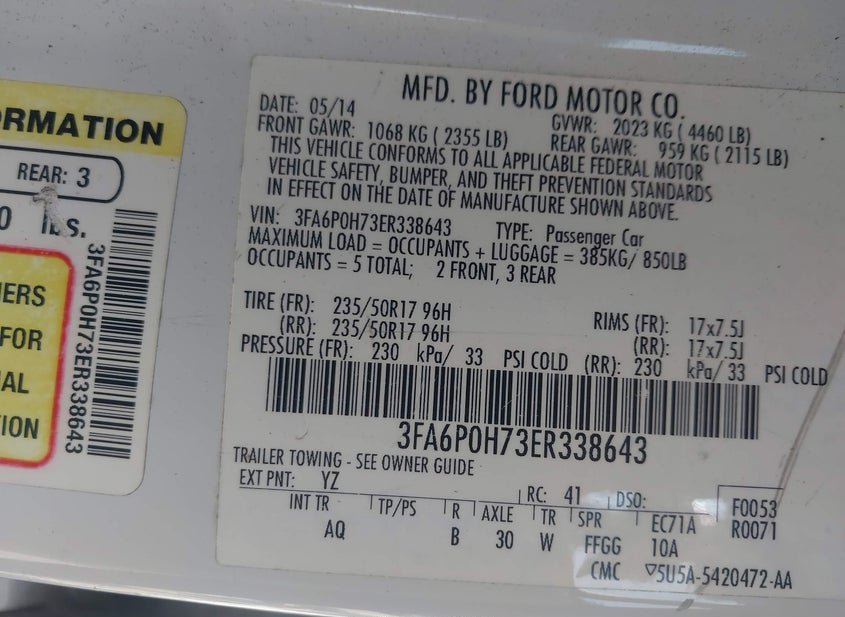 ORMATION
REAR: 3
0 lbs.
ERS
FOR
AL
ION
3FA6P0H73ER338643
MFD. BY FORD MOTOR CO.
DATE: 05/14 GVWR: 2023 KG ( 4460 LB)
FRONT GAWR: 1068 KG ( 2355 LB) REAR GAWR: 959 KG ( 2115 LB)
THIS VEHICLE CONFORMS TO ALL APPLICABLE FEDERAL MOTOR
VEHICLE SAFETY, BUMPER, AND THEFT PREVENTION STANDARDS
IN EFFECT ON THE DATE OF MANUFACTURE SHOWN ABOVE.
VIN: 3FA6P0H73ER338643 TYPE: Passenger Car
MAXIMUM LOAD = OCCUPANTS + LUGGAGE = 385KG/ 850LB
OCCUPANTS = 5 TOTAL; 2 FRONT, 3 REAR
TIRE (FR): 235/50R17 96H RIMS (FR): 17x7.5J
(RR): 235/50R17 96H (RR): 17x7.5J
PRESSURE (FR): 230 kPa/ 33 PSI COLD (RR): 230 kPa/ 33 PSI COLD
3FA6P0H73ER338643
TRAILER TOWING - SEE OWNER GUIDE
EXT PNT: YZ RC: 41 DSO: F0053
INT TR TP/PS R AXLE TR SPR EC71A R0071
AQ B 30 W FFGG 10A
CMC ▽5U5A-5420472-AA